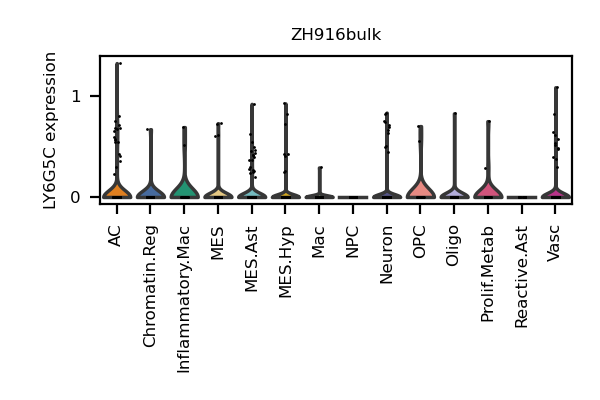 ZH916bulk
LY6G5C expression
1
0
AC
Chromatin.Reg
Inflammatory.Mac
MES
MES.Ast
MES.Hyp
Mac
NPC
Neuron
OPC
Oligo
Prolif.Metab
Reactive.Ast
Vasc